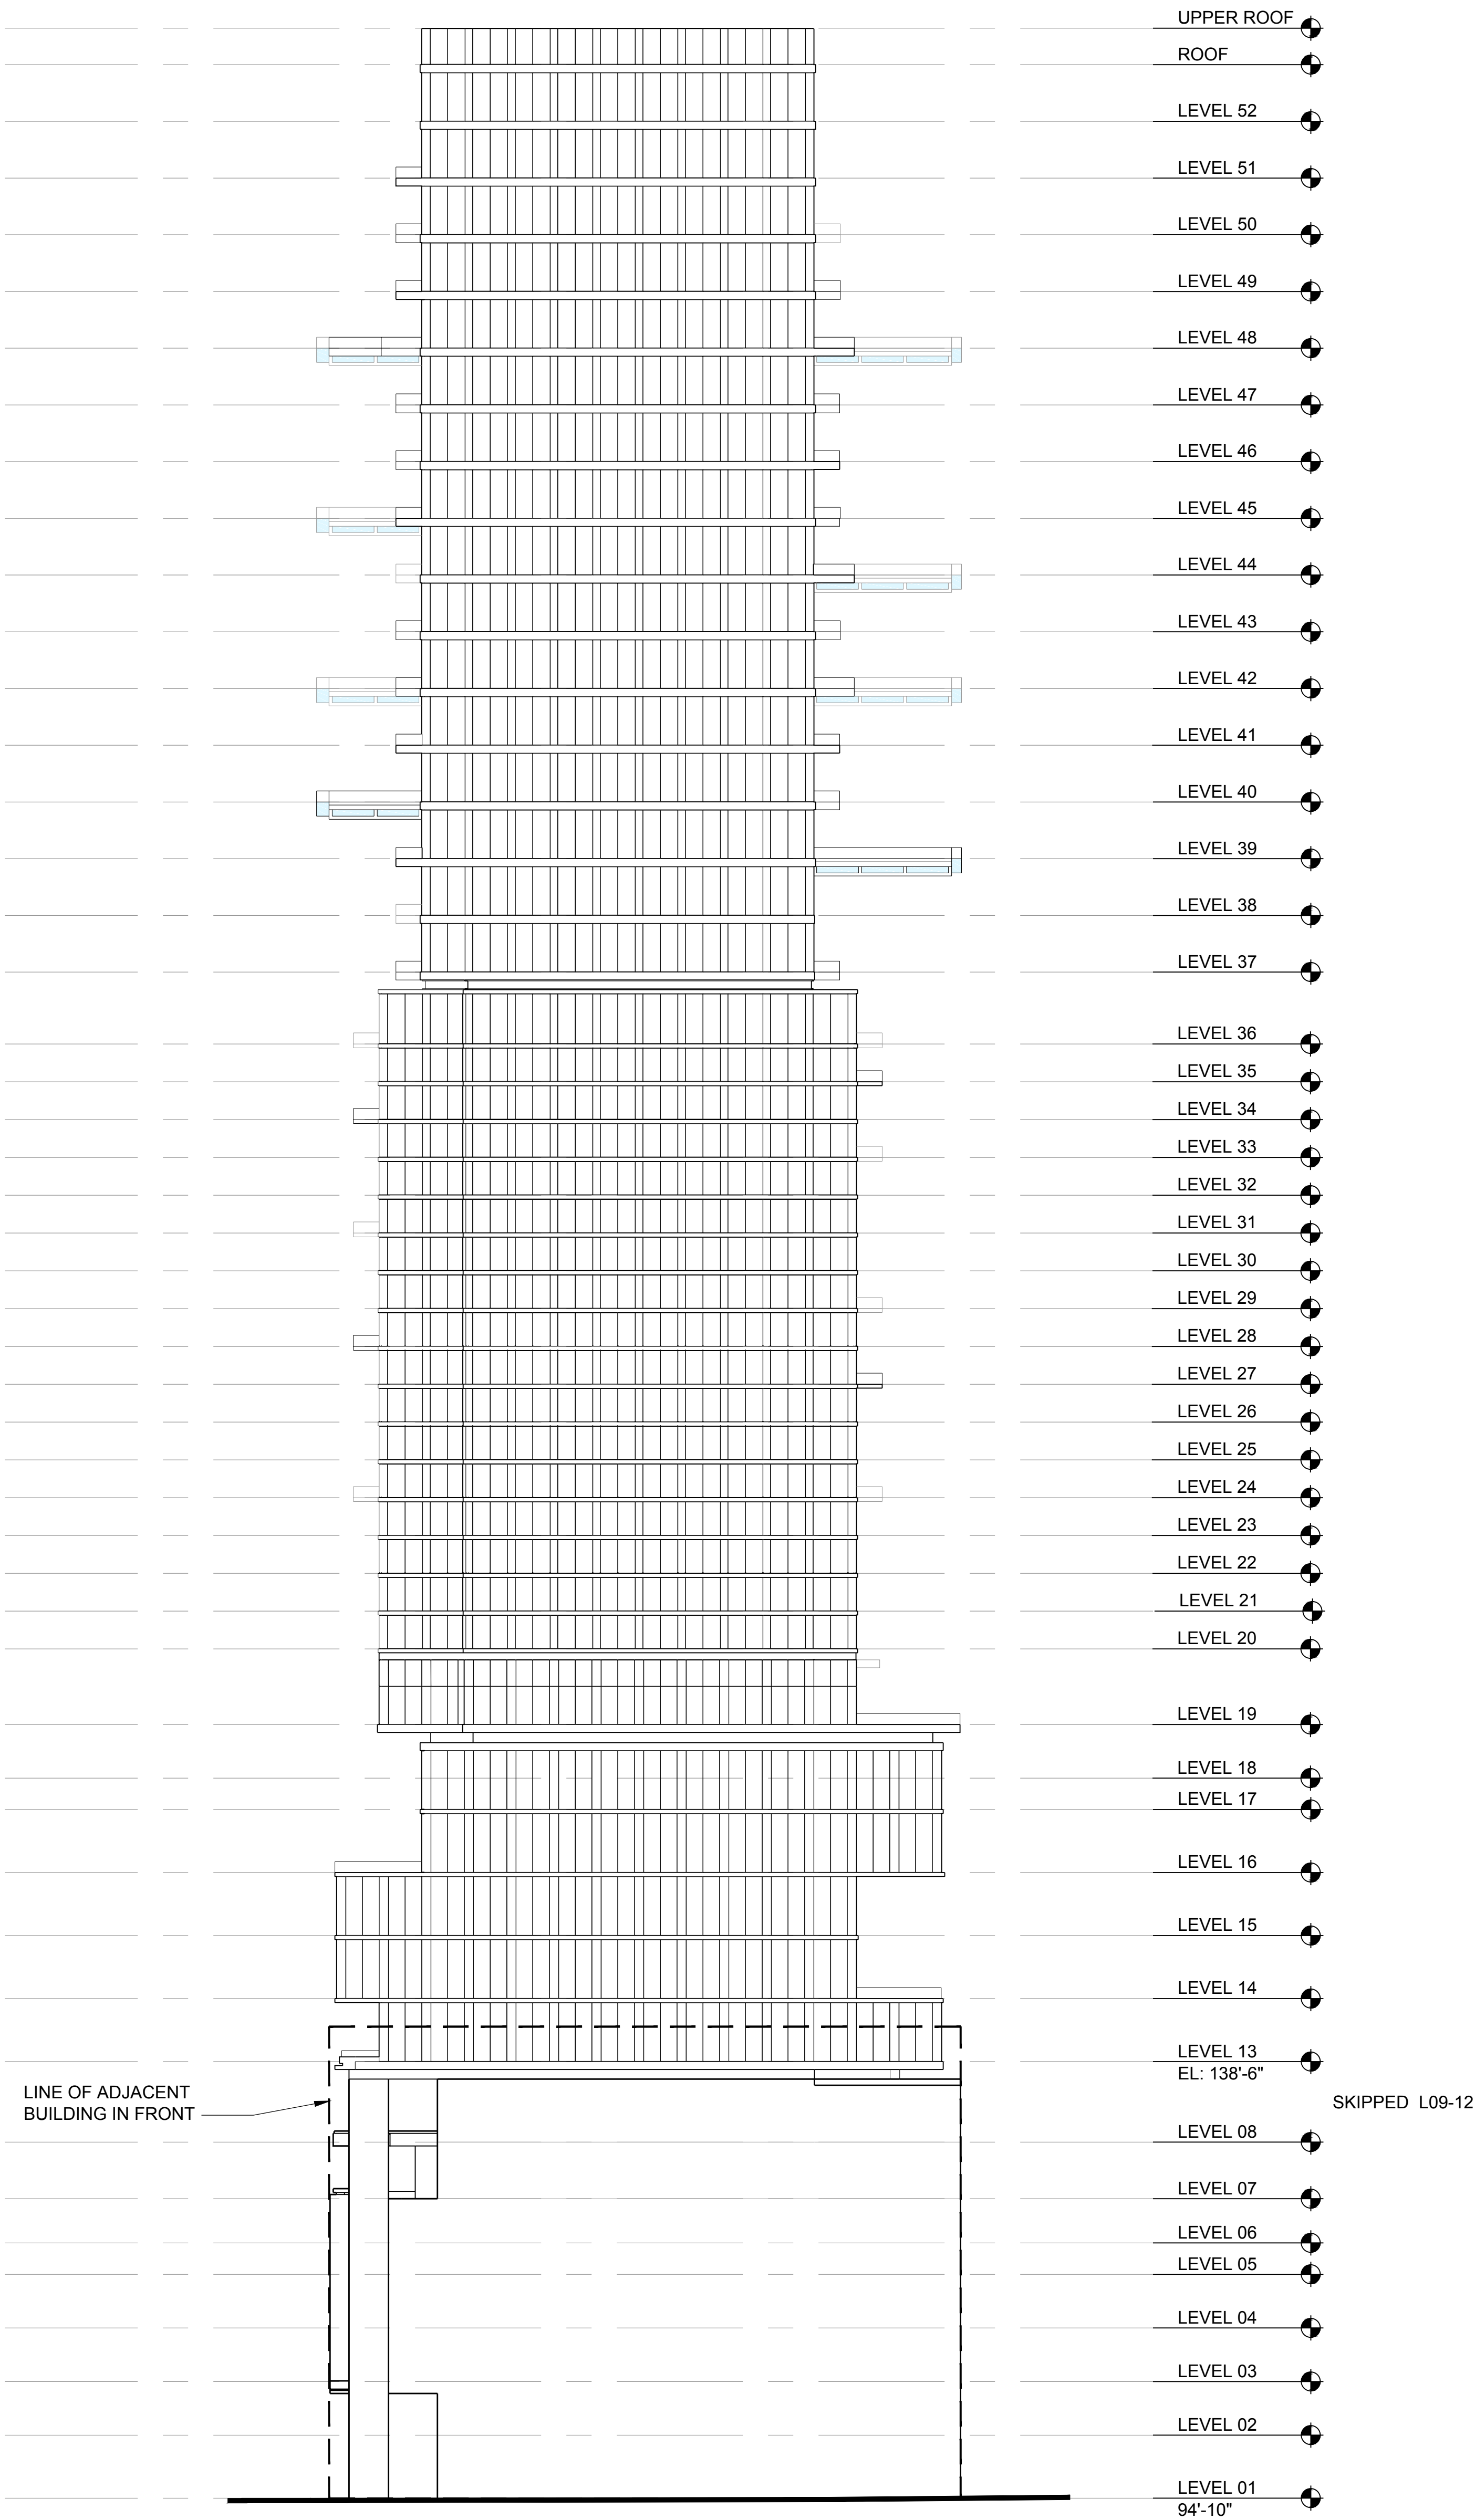 UPPER ROOF
ROOF
LEVEL 52
LEVEL 51
LEVEL 50
LEVEL 49
LEVEL 48
LEVEL 47
LEVEL 46
LEVEL 45
LEVEL 44
LEVEL 43
LEVEL 42
LEVEL 41
LEVEL 40
LEVEL 39
LEVEL 38
LEVEL 37
LEVEL 36
LEVEL 35
LEVEL 34
LEVEL 33
LEVEL 32
LEVEL 31
LEVEL 30
LEVEL 29
LEVEL 28
LEVEL 27
LEVEL 26
LEVEL 25
LEVEL 24
LEVEL 23
LEVEL 22
LEVEL 21
LEVEL 20
LEVEL 19
LEVEL 18
LEVEL 17
LEVEL 16
LEVEL 15
LEVEL 14
LEVEL 13
EL: 138'-6"
LINE OF ADJACENT
BUILDING IN FRONT
SKIPPED L09-12
LEVEL 08
LEVEL 07
LEVEL 06
LEVEL 05
LEVEL 04
LEVEL 03
LEVEL 02
LEVEL 01
94'-10"